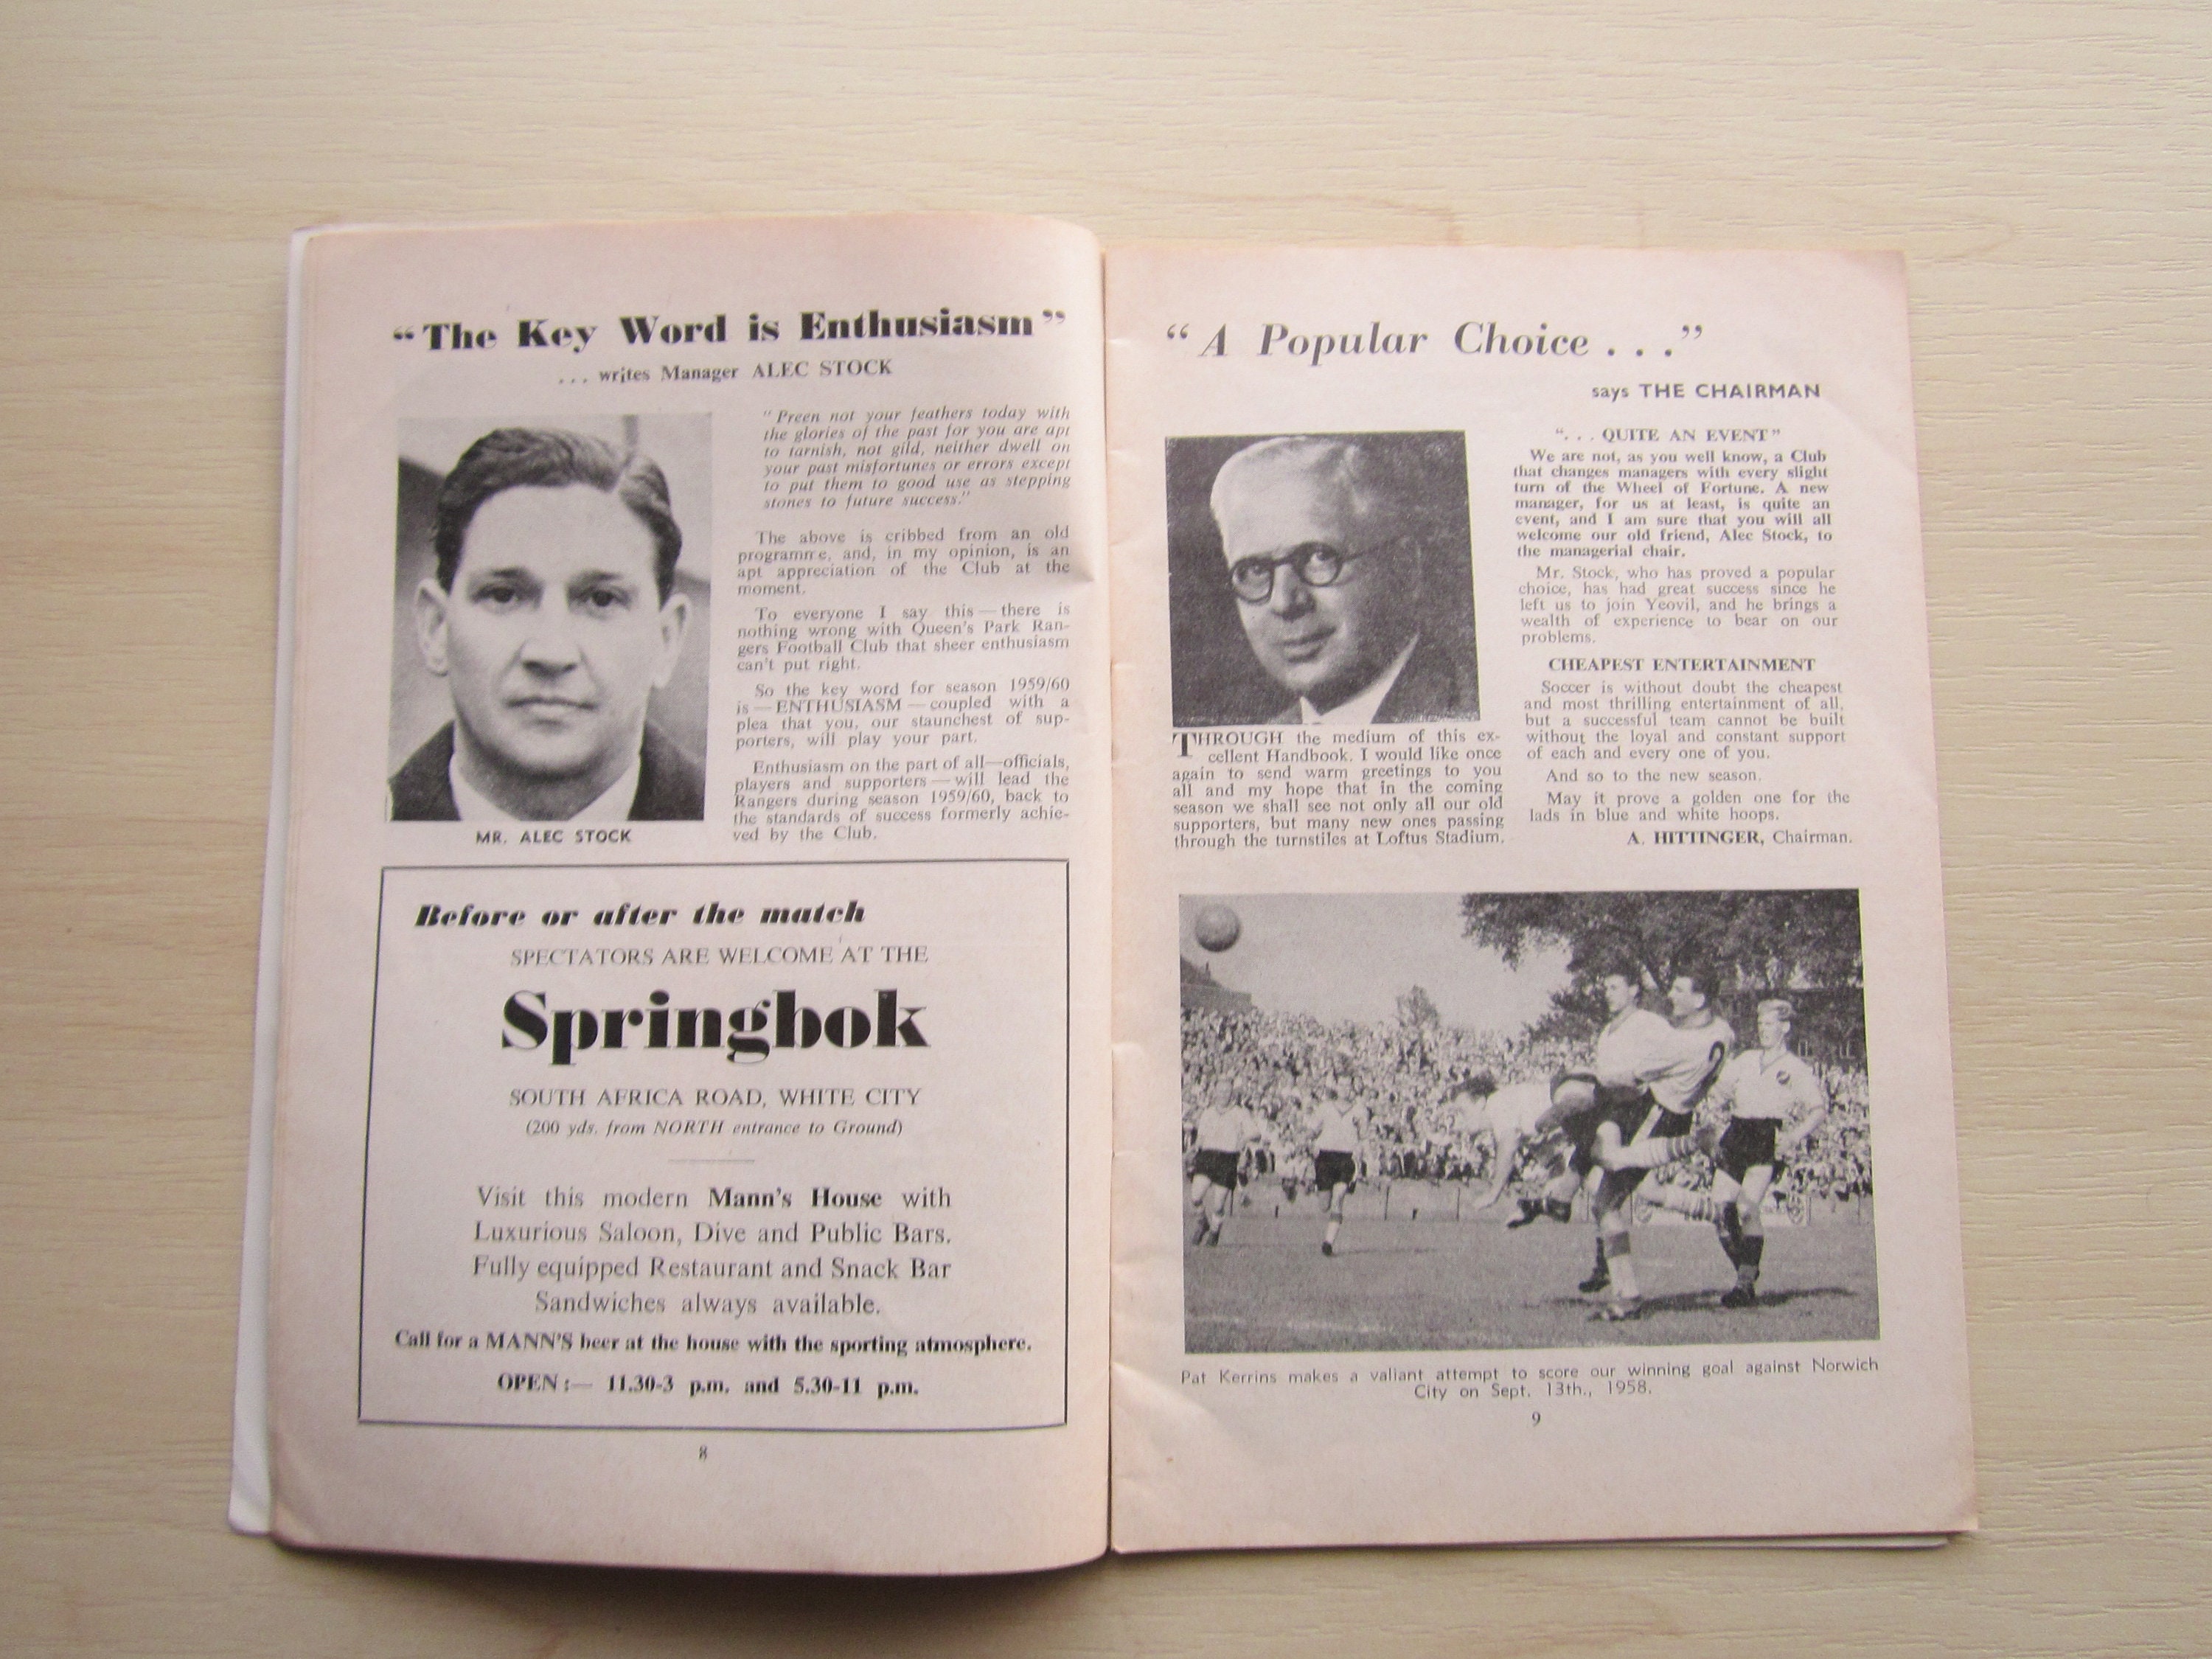 “The Key Word is Enthusiasm”
... writes Manager ALEC STOCK
“Preen not your feathers today with
the glories of the past for you are apt
to tarnish, not gild, neither dwell on
your past misfortunes or errors except
to put them to good use as stepping
stones to future success.”
The above is cribbed from an old
programme, and, in my opinion, is an
apt appreciation of the Club at the
moment.
To everyone I say this — there is
nothing wrong with Queen's Park Ran-
gers Football Club that sheer enthusiasm
can't put right.
So the key word for season 1959/60
is — ENTHUSIASM — coupled with a
plea that you, our staunchest of sup-
porters, will play your part.
Enthusiasm on the part of all—officials,
players and supporters — will lead the
Rangers during season 1959/60, back to
the standards of success formerly achie-
ved by the Club.
MR. ALEC STOCK
Before or after the match
SPECTATORS ARE WELCOME AT THE
Springbok
SOUTH AFRICA ROAD, WHITE CITY
(200 yds. from NORTH entrance to Ground)
Visit this modern Mann's House with
Luxurious Saloon, Dive and Public Bars.
Fully equipped Restaurant and Snack Bar
Sandwiches always available.
Call for a MANN'S beer at the house with the sporting atmosphere.
OPEN :— 11.30-3 p.m. and 5.30-11 p.m.
8
“A Popular Choice . . .”
says THE CHAIRMAN
THROUGH the medium of this ex-
cellent Handbook. I would like once
again to send warm greetings to you
all and my hope that in the coming
season we shall see not only all our old
supporters, but many new ones passing
through the turnstiles at Loftus Stadium.
“. . . QUITE AN EVENT”
We are not, as you well know, a Club
that changes managers with every slight
turn of the Wheel of Fortune. A new
manager, for us at least, is quite an
event, and I am sure that you will all
welcome our old friend, Alec Stock, to
the managerial chair.
Mr. Stock, who has proved a popular
choice, has had great success since he
left us to join Yeovil, and he brings a
wealth of experience to bear on our
problems.
CHEAPEST ENTERTAINMENT
Soccer is without doubt the cheapest
and most thrilling entertainment of all,
but a successful team cannot be built
without the loyal and constant support
of each and every one of you.
And so to the new season.
May it prove a golden one for the
lads in blue and white hoops.
A. HITTINGER, Chairman.
Pat Kerrins makes a valiant attempt to score our winning goal against Norwich
City on Sept. 13th., 1958.
9